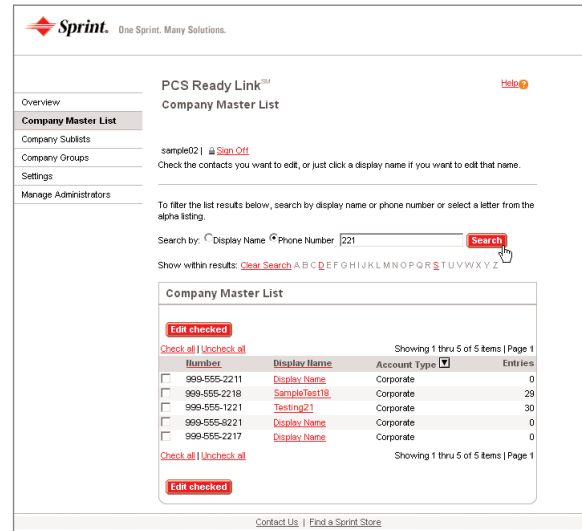 Sprint. One Sprint. Many Solutions.
PCS Ready Link℠ Help?
Company Master List
Overview
Company Master List
Company Sublists
Company Groups
Settings
Manage Administrators
sample02 | Sign Off
Check the contacts you want to edit, or just click a display name if you want to edit that name.
To filter the list results below, search by display name or phone number or select a letter from the
alpha listing.
Search by: Display Name Phone Number 221 Search
Show within results: Clear Search A B C D E F G H I J K L M N O P Q R S T U V W X Y Z
Company Master List
Edit checked
Check all | Uncheck all Showing 1 thru 5 of 5 items | Page 1
Number Display Name Account Type Entries
999-555-2211 Display Name Corporate 0
999-555-2218 SampleTest18 Corporate 29
999-555-1221 Testing21 Corporate 30
999-555-8221 Display Name Corporate 0
999-555-2217 Display Name Corporate 0
Check all | Uncheck all Showing 1 thru 5 of 5 items | Page 1
Edit checked
Contact Us | Find a Sprint Store